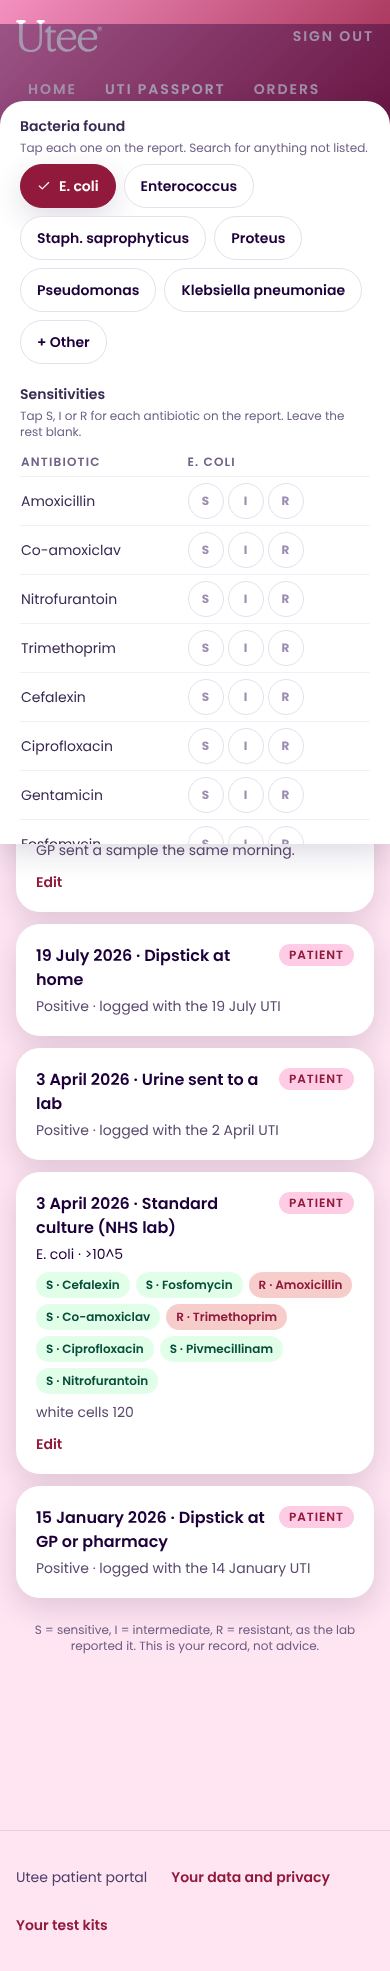 Utee
SIGN OUT
HOME UTI PASSPORT ORDERS
Bacteria found
Tap each one on the report. Search for anything not listed.
E. coli Enterococcus
Staph. saprophyticus Proteus
Pseudomonas Klebsiella pneumoniae
+ Other
Sensitivities
Tap S, I or R for each antibiotic on the report. Leave the
rest blank.
ANTIBIOTIC E. COLI
Amoxicillin S I R
Co-amoxiclav S I R
Nitrofurantoin S I R
Trimethoprim S I R
Cefalexin S I R
Ciprofloxacin S I R
Gentamicin S I R
Fosfomycin S I R
GP sent a sample the same morning.
Edit
19 July 2026 · Dipstick at
home
PATIENT
Positive · logged with the 19 July UTI
3 April 2026 · Urine sent to a
lab
PATIENT
Positive · logged with the 2 April UTI
3 April 2026 · Standard
culture (NHS lab)
PATIENT
E. coli · >10^5
S · Cefalexin S · Fosfomycin R · Amoxicillin
S · Co-amoxiclav R · Trimethoprim
S · Ciprofloxacin S · Pivmecillinam
S · Nitrofurantoin
white cells 120
Edit
15 January 2026 · Dipstick at
GP or pharmacy
PATIENT
Positive · logged with the 14 January UTI
S = sensitive, I = intermediate, R = resistant, as the lab
reported it. This is your record, not advice.
Utee patient portal Your data and privacy
Your test kits